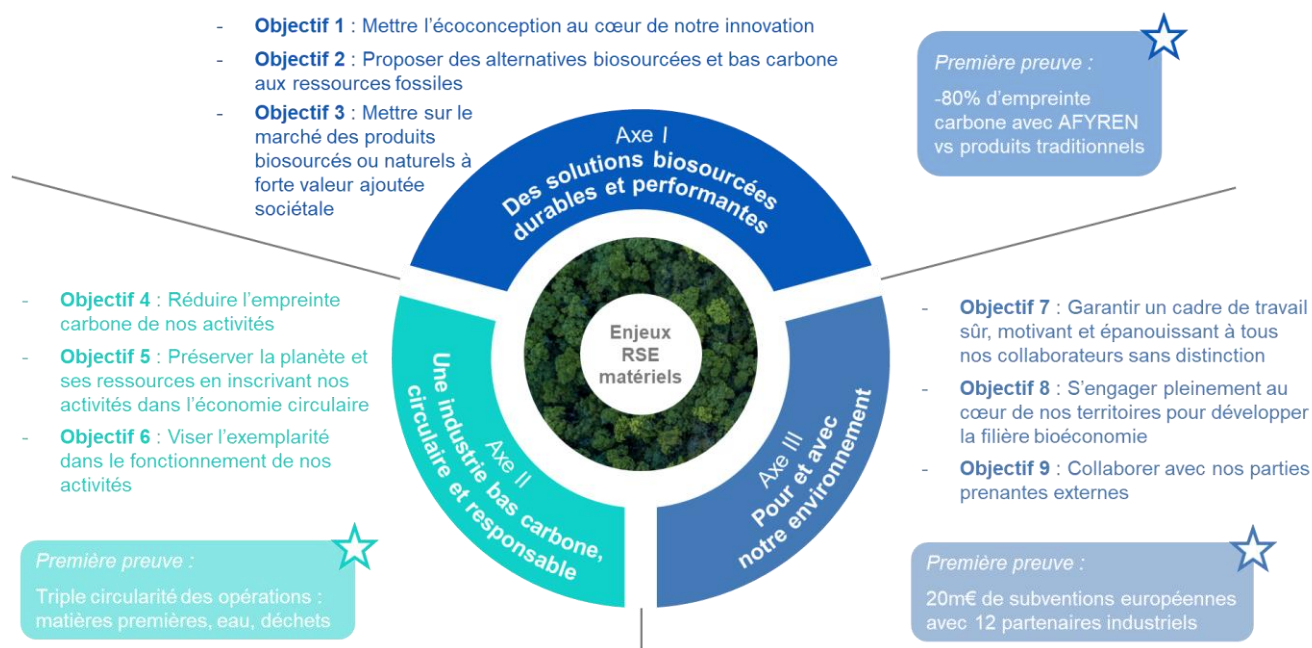 - Objectif 1 : Mettre l'écoconception au cœur de notre innovation
- Objectif 2 : Proposer des alternatives biosourcées et bas carbone
aux ressources fossiles
- Objectif 3 : Mettre sur le
marché des produits
biosourcés ou naturels à
forte valeur ajoutée
sociétale
Première preuve :
-80% d'empreinte
carbone avec AFYREN
vs produits traditionnels
Axe I
Des solutions biosourcées
durables et performantes
Enjeux
RSE
matériels
- Objectif 4 : Réduire l'empreinte
carbone de nos activités
- Objectif 5 : Préserver la planète et
ses ressources en inscrivant nos
activités dans l'économie circulaire
- Objectif 6 : Viser l'exemplarité
dans le fonctionnement de nos
activités
Axe II
Une industrie bas carbone,
circulaire et responsable
Première preuve :
Triple circularité des opérations :
matières premières, eau, déchets
Axe III
Pour et avec
notre environnement
- Objectif 7 : Garantir un cadre de travail
sûr, motivant et épanouissant à tous
nos collaborateurs sans distinction
- Objectif 8 : S'engager pleinement au
cœur de nos territoires pour développer
la filière bioéconomie
- Objectif 9 : Collaborer avec nos parties
prenantes externes
Première preuve :
20m€ de subventions européennes
avec 12 partenaires industriels